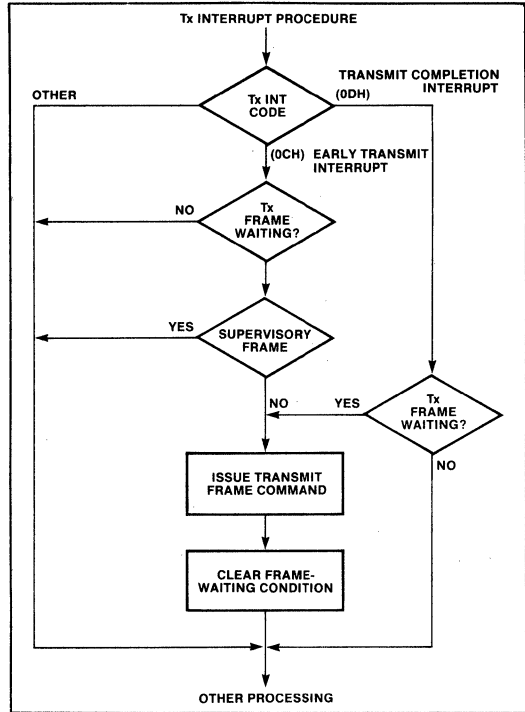 Tx INTERRUPT PROCEDURE
OTHER
Tx INT
CODE
TRANSMIT COMPLETION
INTERRUPT
(0DH)
(0CH) EARLY TRANSMIT
INTERRUPT
NO
Tx
FRAME
WAITING?
YES
SUPERVISORY
FRAME
NO
YES
Tx
FRAME
WAITING?
NO
ISSUE TRANSMIT
FRAME COMMAND
CLEAR FRAME-
WAITING CONDITION
OTHER PROCESSING